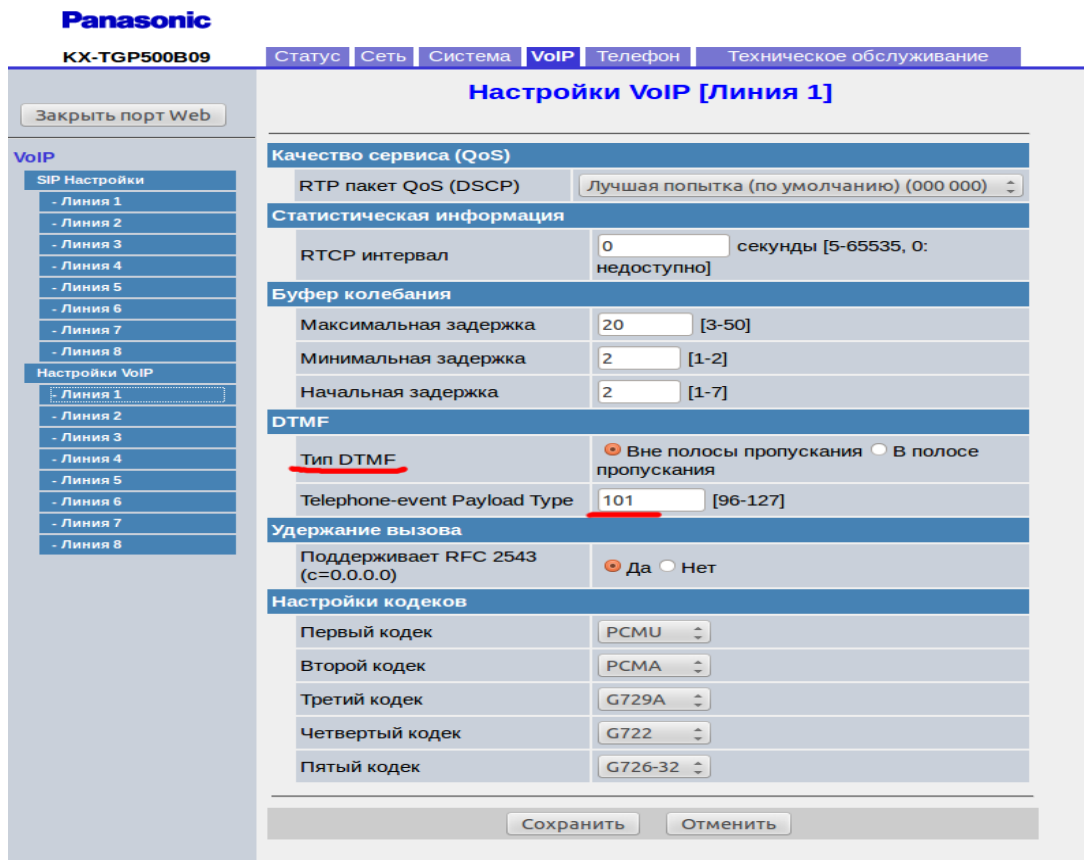 Panasonic
KX-TGP500B09
Статус Сеть Система VoIP Телефон Техническое обслуживание
Закрыть порт Web
VoIP
SIP Настройки
- Линия 1
- Линия 2
- Линия 3
- Линия 4
- Линия 5
- Линия 6
- Линия 7
- Линия 8
Настройки VoIP
- Линия 1
- Линия 2
- Линия 3
- Линия 4
- Линия 5
- Линия 6
- Линия 7
- Линия 8
Настройки VoIP [Линия 1]
Качество сервиса (QoS)
RTP пакет QoS (DSCP) Лучшая попытка (по умолчанию) (000 000)
Статистическая информация
RTCP интервал 0 секунды [5-65535, 0:
недоступно]
Буфер колебания
Максимальная задержка 20 [3-50]
Минимальная задержка 2 [1-2]
Начальная задержка 2 [1-7]
DTMF
Тип DTMF Вне полосы пропускания В полосе
пропускания
Telephone-event Payload Type 101 [96-127]
Удержание вызова
Поддерживает RFC 2543
(c=0.0.0.0) Да Нет
Настройки кодеков
Первый кодек PCMU
Второй кодек PCMA
Третий кодек G729A
Четвертый кодек G722
Пятый кодек G726-32
Сохранить Отменить